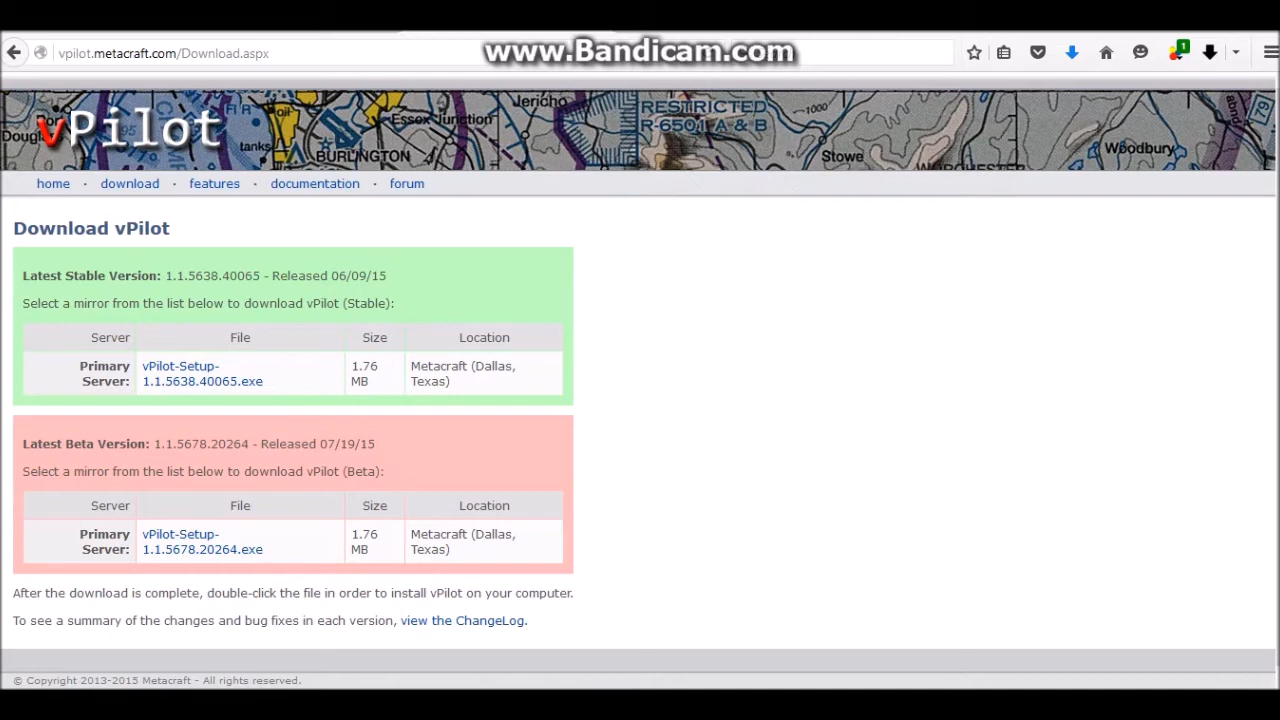 vpilot.metacraft.com/Download.aspx
www.Bandicam.com
1
vPilot
Jericho
Essex Junction
BURLINGTON
tanks
RESTRICTED
R-6501 A & B
1000
Stowe
WORCHESTER
Woodbury
79
home · download · features · documentation · forum
Download vPilot
Latest Stable Version: 1.1.5638.40065 - Released 06/09/15
Select a mirror from the list below to download vPilot (Stable):
Server File Size Location
Primary Server: vPilot-Setup-1.1.5638.40065.exe 1.76 MB Metacraft (Dallas, Texas)
Latest Beta Version: 1.1.5678.20264 - Released 07/19/15
Select a mirror from the list below to download vPilot (Beta):
Server File Size Location
Primary Server: vPilot-Setup-1.1.5678.20264.exe 1.76 MB Metacraft (Dallas, Texas)
After the download is complete, double-click the file in order to install vPilot on your computer.
To see a summary of the changes and bug fixes in each version, view the ChangeLog.
© Copyright 2013-2015 Metacraft - All rights reserved.